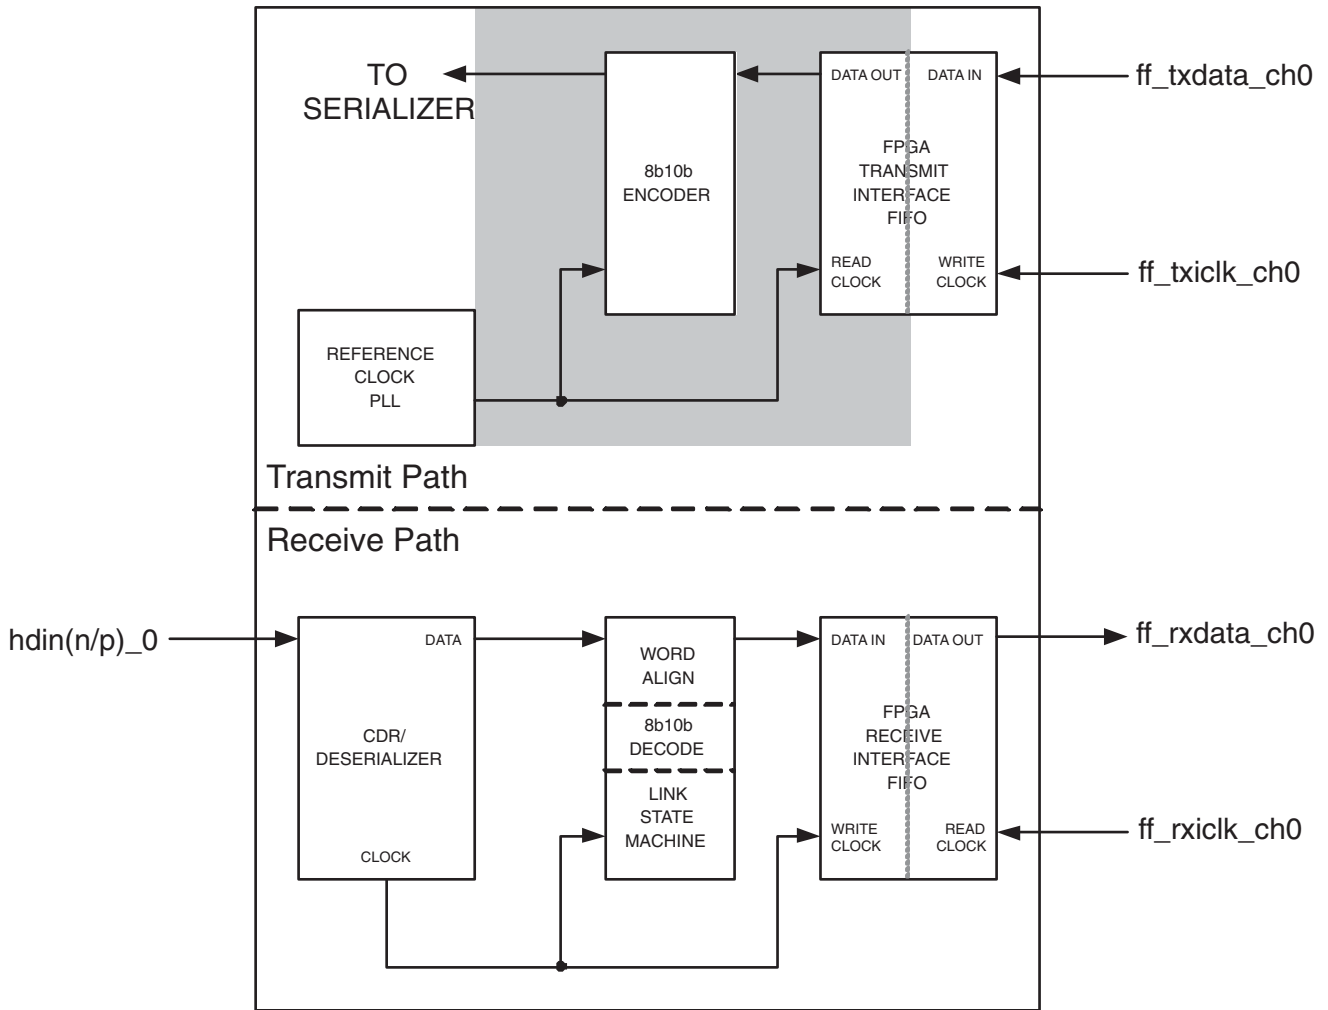 TO
SERIALIZER
8b10b
ENCODER
DATA OUT
DATA IN
FPGA
TRANSMIT
INTERFACE
FIFO
READ
CLOCK
WRITE
CLOCK
ff_txdata_ch0
ff_txiclk_ch0
REFERENCE
CLOCK
PLL
Transmit Path
Receive Path
hdin(n/p)_0
DATA
CDR/
DESERIALIZER
CLOCK
WORD
ALIGN
8b10b
DECODE
LINK
STATE
MACHINE
DATA IN
DATA OUT
FPGA
RECEIVE
INTERFACE
FIFO
WRITE
CLOCK
READ
CLOCK
ff_rxdata_ch0
ff_rxiclk_ch0